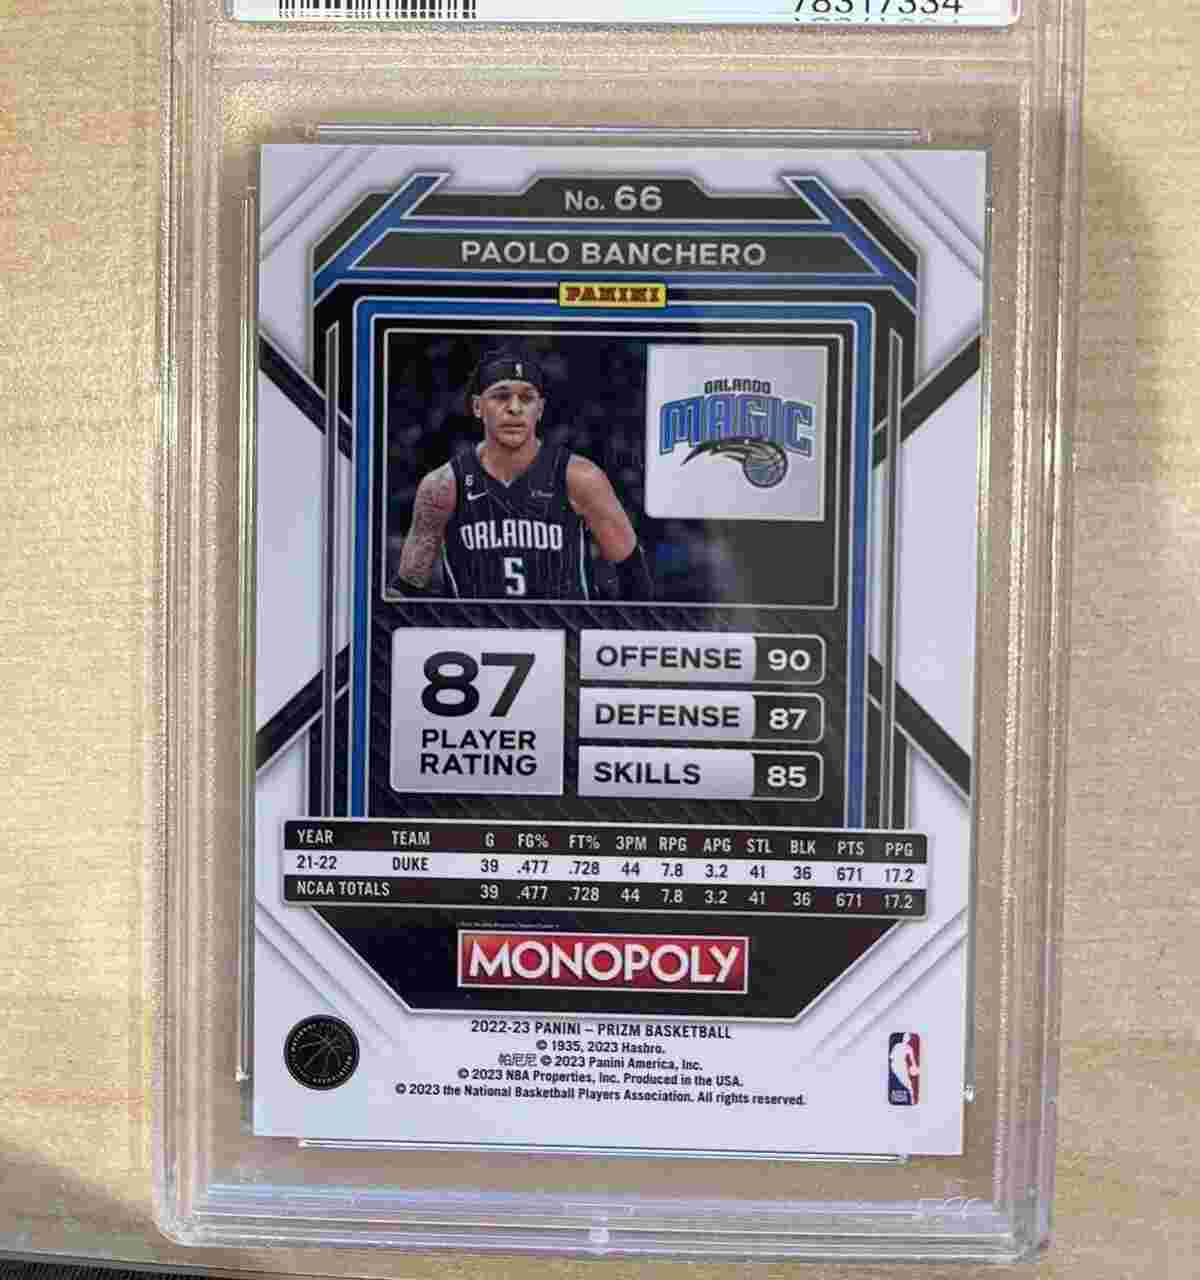 78317334
No. 66
PAOLO BANCHERO
PANINI
ORLANDO
MAGIC
6
ORLANDO
5
87
PLAYER
RATING
OFFENSE 90
DEFENSE 87
SKILLS 85
YEAR TEAM G FG% FT% 3PM RPG APG STL BLK PTS PPG
21-22 DUKE 39 .477 .728 44 7.8 3.2 41 36 671 17.2
NCAA TOTALS 39 .477 .728 44 7.8 3.2 41 36 671 17.2
MONOPOLY
2022-23 PANINI – PRIZM BASKETBALL
© 1935, 2023 Hasbro.
帕尼尼 © 2023 Panini America, Inc.
© 2023 NBA Properties, Inc. Produced in the USA.
© 2023 the National Basketball Players Association. All rights reserved.
NBA